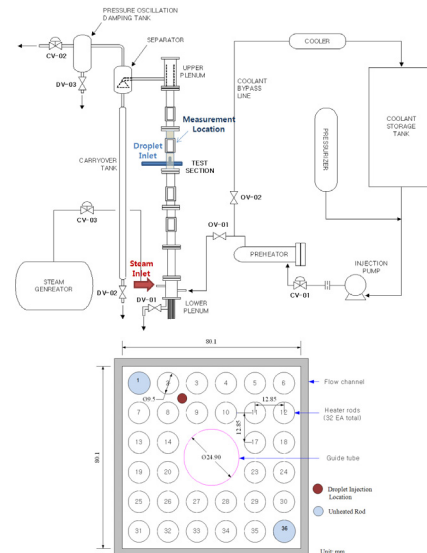 PRESSURE OSCILLATION
DAMPING TANK
SEPARATOR
CV-02
DV-03
UPPER
PLENUM
COOLER
COOLANT
BYPASS
LINE
Measurement
Location
Droplet
Inlet
TEST
SECTION
CARRYOVER
TANK
PRESSURIZER
COOLANT
STORAGE
TANK
OV-02
CV-03
OV-01
STEAM
GENREATOR
Steam
Inlet
PREHEATER
INJECTION
PUMP
CV-01
DV-02
DV-01
LOWER
PLENUM
80.1
1 2 3 4 5 6
Flow channel
Ø9.5
12.85
7 8 9 10 11 12
Heater rods
(32 EA total)
12.85
13 14 17 18
80.1
Ø24.90
Guide tube
19 20 23 24
25 26 27 28 29 30
Droplet Injection
Location
Unheated Rod
31 32 33 34 35 36
Unit: mm